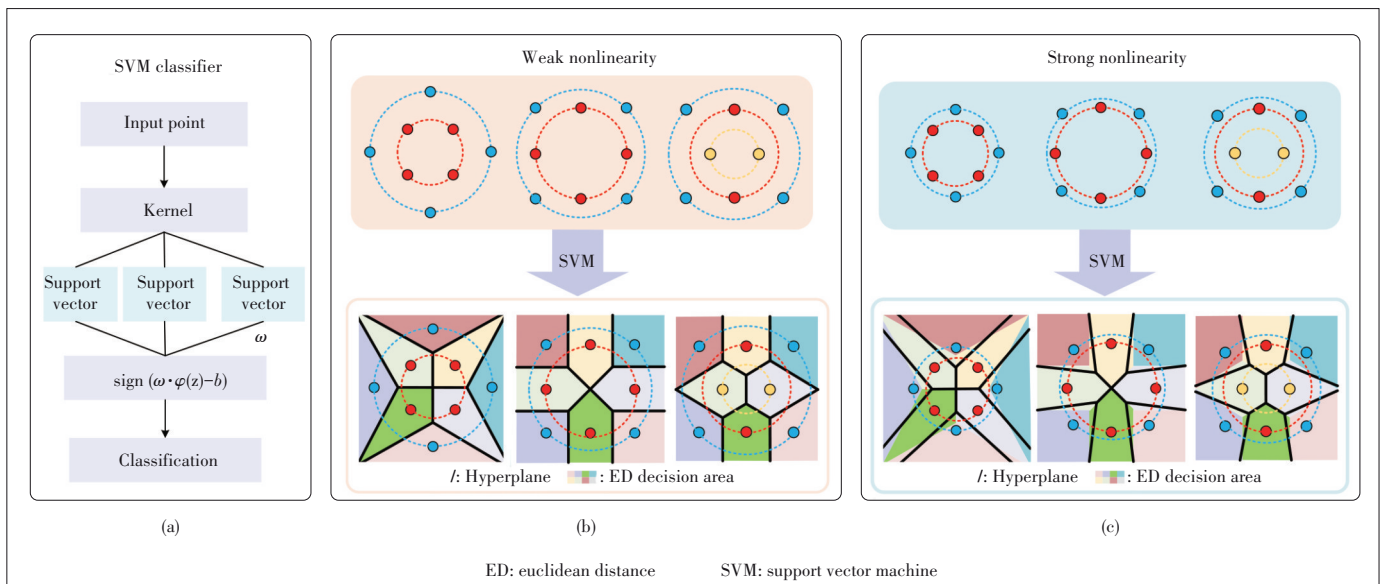 SVM classifier
Input point
Kernel
Support
vector
Support
vector
Support
vector
ω
sign (ω·φ(z)−b)
Classification
(a)
Weak nonlinearity
SVM
/: Hyperplane : ED decision area
(b)
Strong nonlinearity
SVM
/: Hyperplane : ED decision area
(c)
ED: euclidean distance SVM: support vector machine